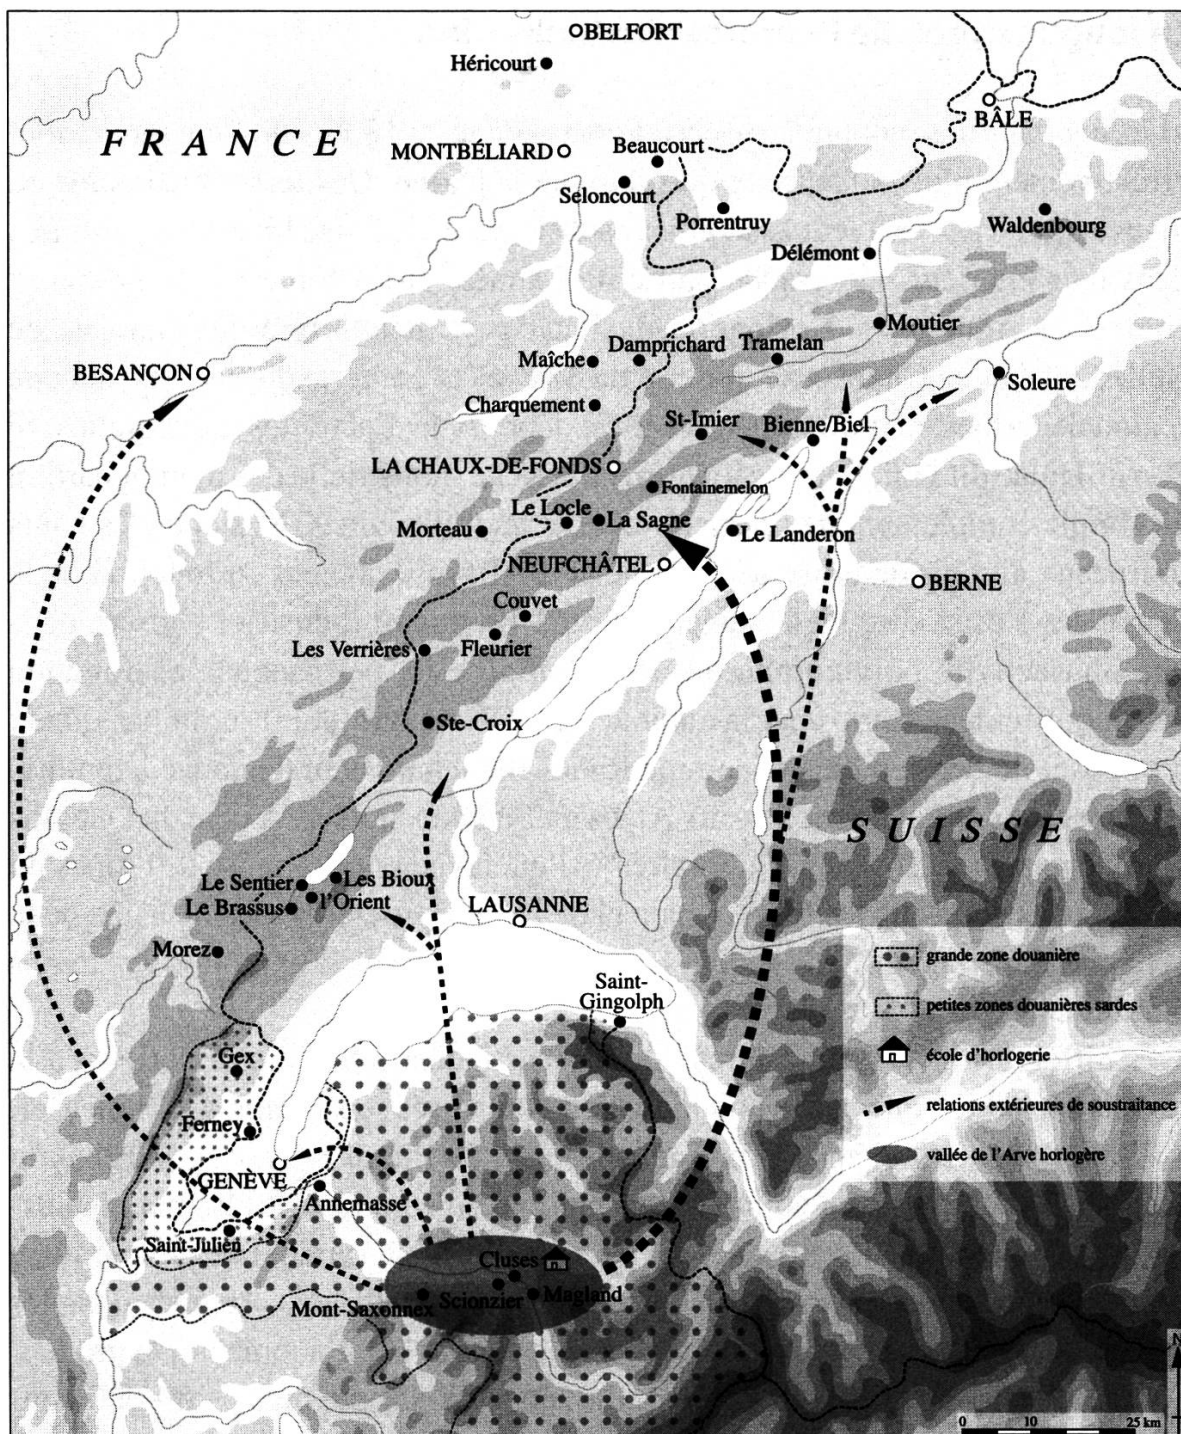 BELFORT
Héricourt
BÂLE
FRANCE
MONTBÉLIARD
Beaucourt
Seloncourt
Porrentruy
Waldenbourg
Délémont
Moutier
Damprichard
Tramelan
Maîche
BESANÇON
Soleure
Charquement
St-Imier
Bienne/Biel
LA CHAUX-DE-FONDS
Fontainemelon
Le Locle
La Sagne
Morteau
Le Landeron
NEUFCHÂTEL
BERNE
Couvet
Les Verrières
Fleurier
Ste-Croix
SUISSE
Le Sentier
Les Bioux
l'Orient
Le Brassus
LAUSANNE
Morez
grande zone douanière
Saint-
Gingolph
petites zones douanières sardes
école d'horlogerie
Gex
relations extérieures de soustraitance
Ferney
vallée de l'Arve horlogère
GENÈVE
Annemasse
Saint-Julien
Cluses
Mont-Saxonnex
Scionzier
Magland
N
0 10 25 km